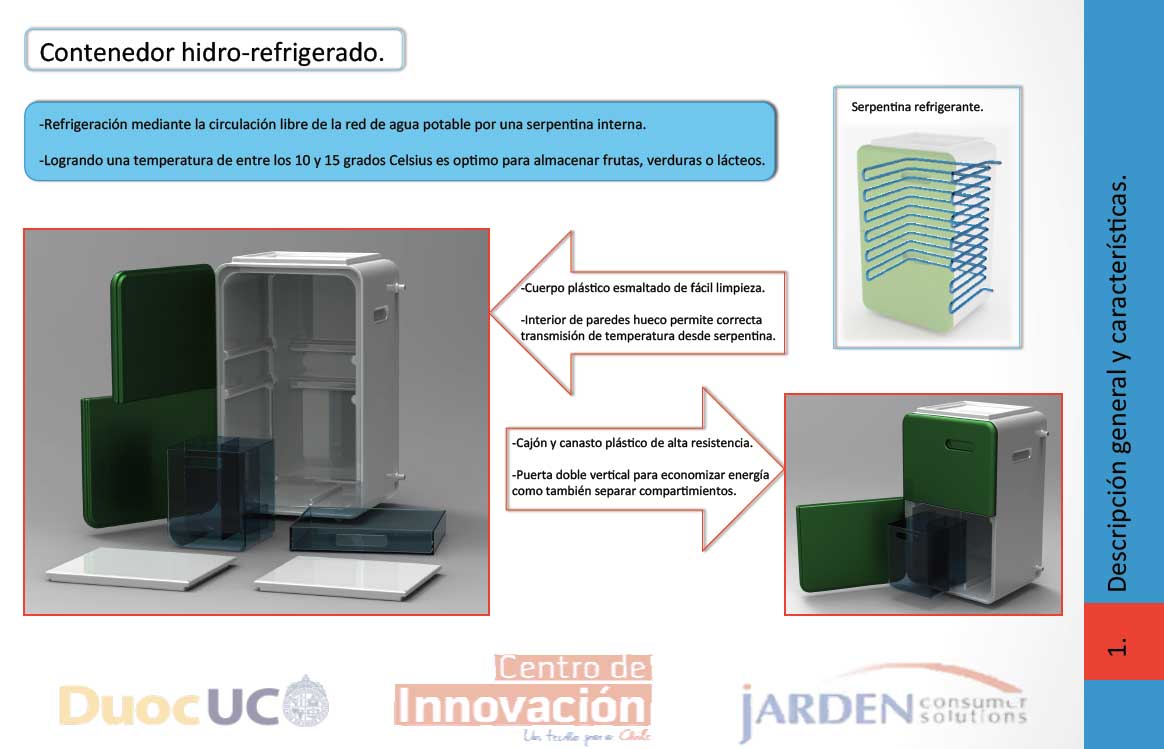 Contenedor hidro-refrigerado.
-Refrigeración mediante la circulación libre de la red de agua potable por una serpentina interna.
-Logrando una temperatura de entre los 10 y 15 grados Celsius es optimo para almacenar frutas, verduras o lácteos.
Serpentina refrigerante.
-Cuerpo plástico esmaltado de fácil limpieza.
-Interior de paredes hueco permite correcta
transmisión de temperatura desde serpentina.
-Cajón y canasto plástico de alta resistencia.
-Puerta doble vertical para economizar energía
como también separar compartimientos.
1. Descripción general y características.
Duoc UC
Centro de
Innovación
Un techo para Chile
JARDEN consumer
solutions